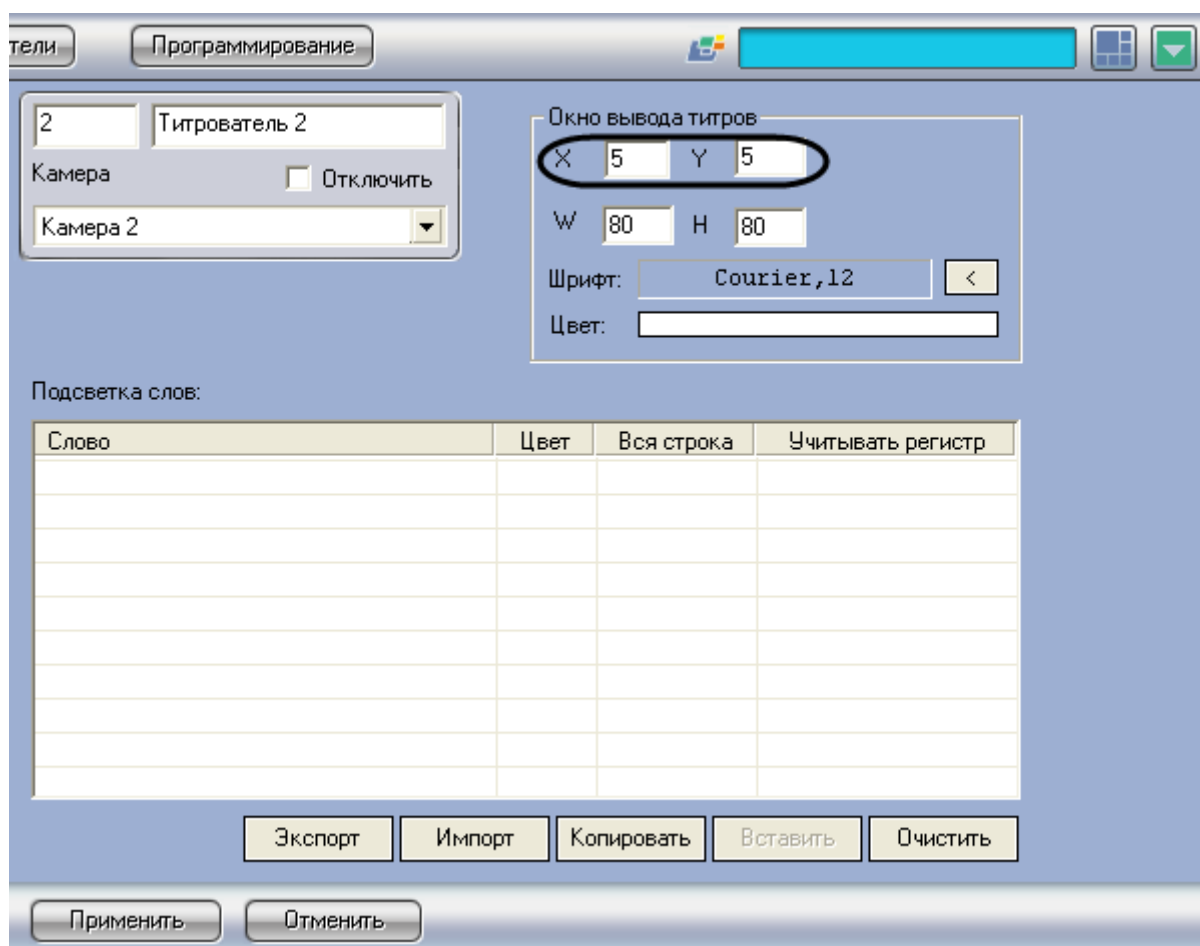 тели Программирование
2 Титрователь 2
Камера Отключить
Камера 2
Окно вывода титров
X 5 Y 5
W 80 H 80
Шрифт: Courier,12 <
Цвет:
Подсветка слов:
Слово Цвет Вся строка Учитывать регистр
Экспорт Импорт Копировать Вставить Очистить
Применить Отменить